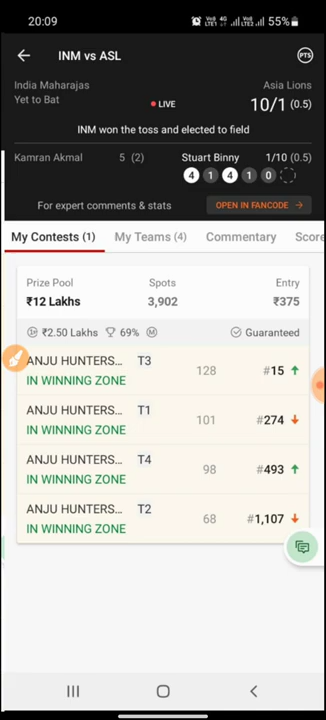 20:09
Vo) LTE1 4G Vo) LTE2 55%
INM vs ASL
PTS
India Maharajas
Asia Lions
Yet to Bat
LIVE
10/1 (0.5)
INM won the toss and elected to field
Kamran Akmal 5 (2) Stuart Binny 1/10 (0.5)
4 1 4 1 0
For expert comments & stats OPEN IN FANCODE →
My Contests (1) My Teams (4) Commentary Score
Prize Pool Spots Entry
₹12 Lakhs 3,902 ₹375
₹2.50 Lakhs 69% M Guaranteed
ANJU HUNTERS... T3 128 #15 ↑
IN WINNING ZONE
ANJU HUNTERS... T1 101 #274 ↓
IN WINNING ZONE
ANJU HUNTERS... T4 98 #493 ↑
IN WINNING ZONE
ANJU HUNTERS... T2 68 #1,107 ↓
IN WINNING ZONE